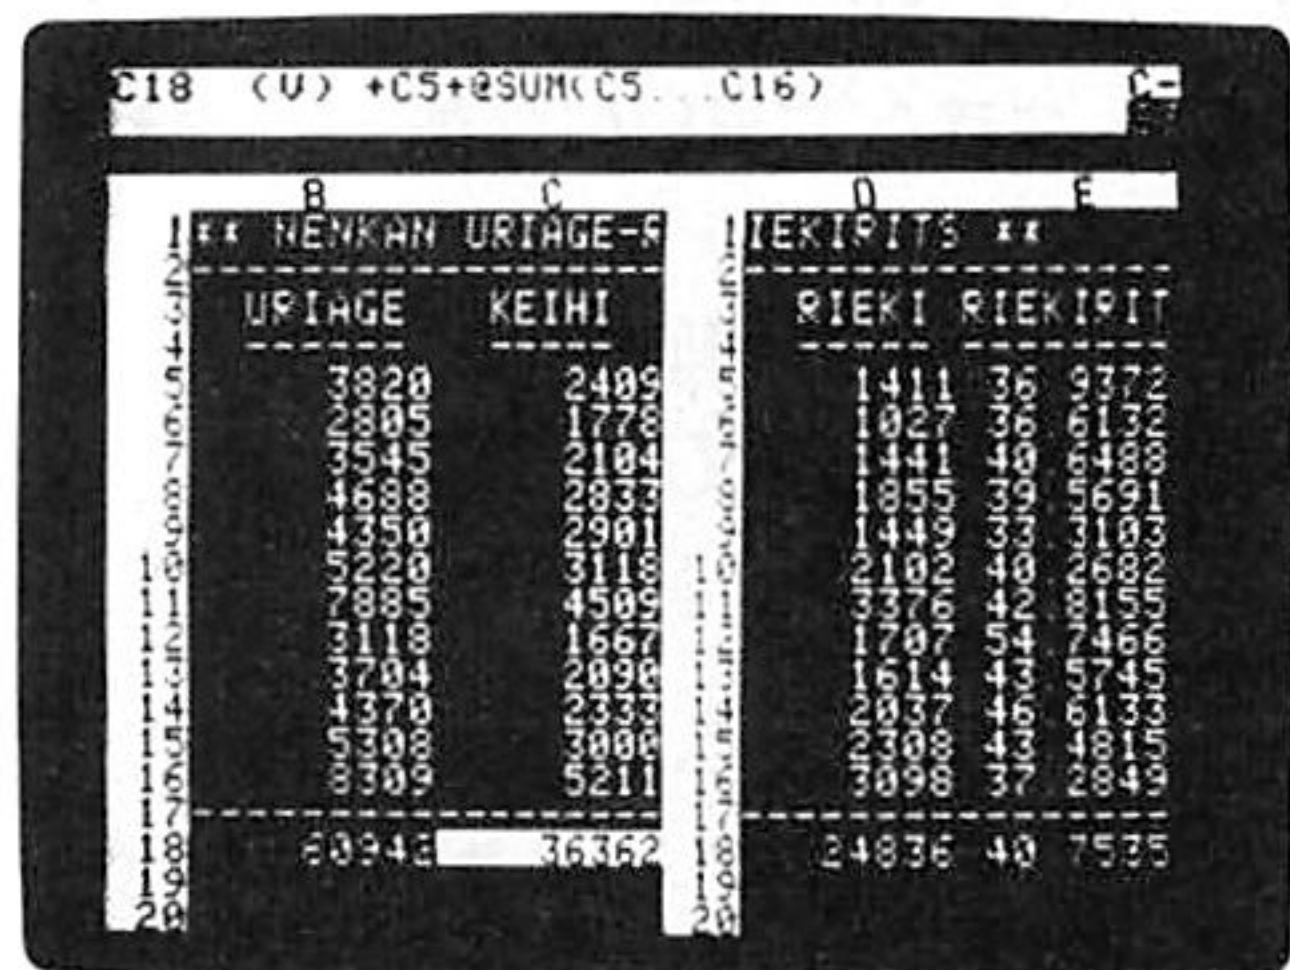 C18 (V) +C5+@SUM(C5...C16) C-
B C D E
1 ** NENKAN URIAGE-R 1 IEKIRITS ** 
2 ------------------ 2 ------------------
3 URIAGE KEIHI 3 RIEKI RIEKIRIT
4 ------ ----- 4 ----- --------
5 3820 2409 5 1411 36.9372
6 2805 1778 6 1027 36.6132
7 3545 2104 7 1441 40.6488
8 4688 2833 8 1855 39.5691
9 4350 2901 9 1449 33.3103
10 5220 3118 10 2102 40.2682
11 7885 4509 11 3376 42.8155
12 3118 1667 12 1707 54.7466
13 3704 2090 13 1614 43.5745
14 4370 2333 14 2037 46.6133
15 5308 3000 15 2308 43.4815
16 8309 5211 16 3098 37.2849
17 ------------------ 17 ------------------
18 36362 18 24836 40.7535
19 19
20 20